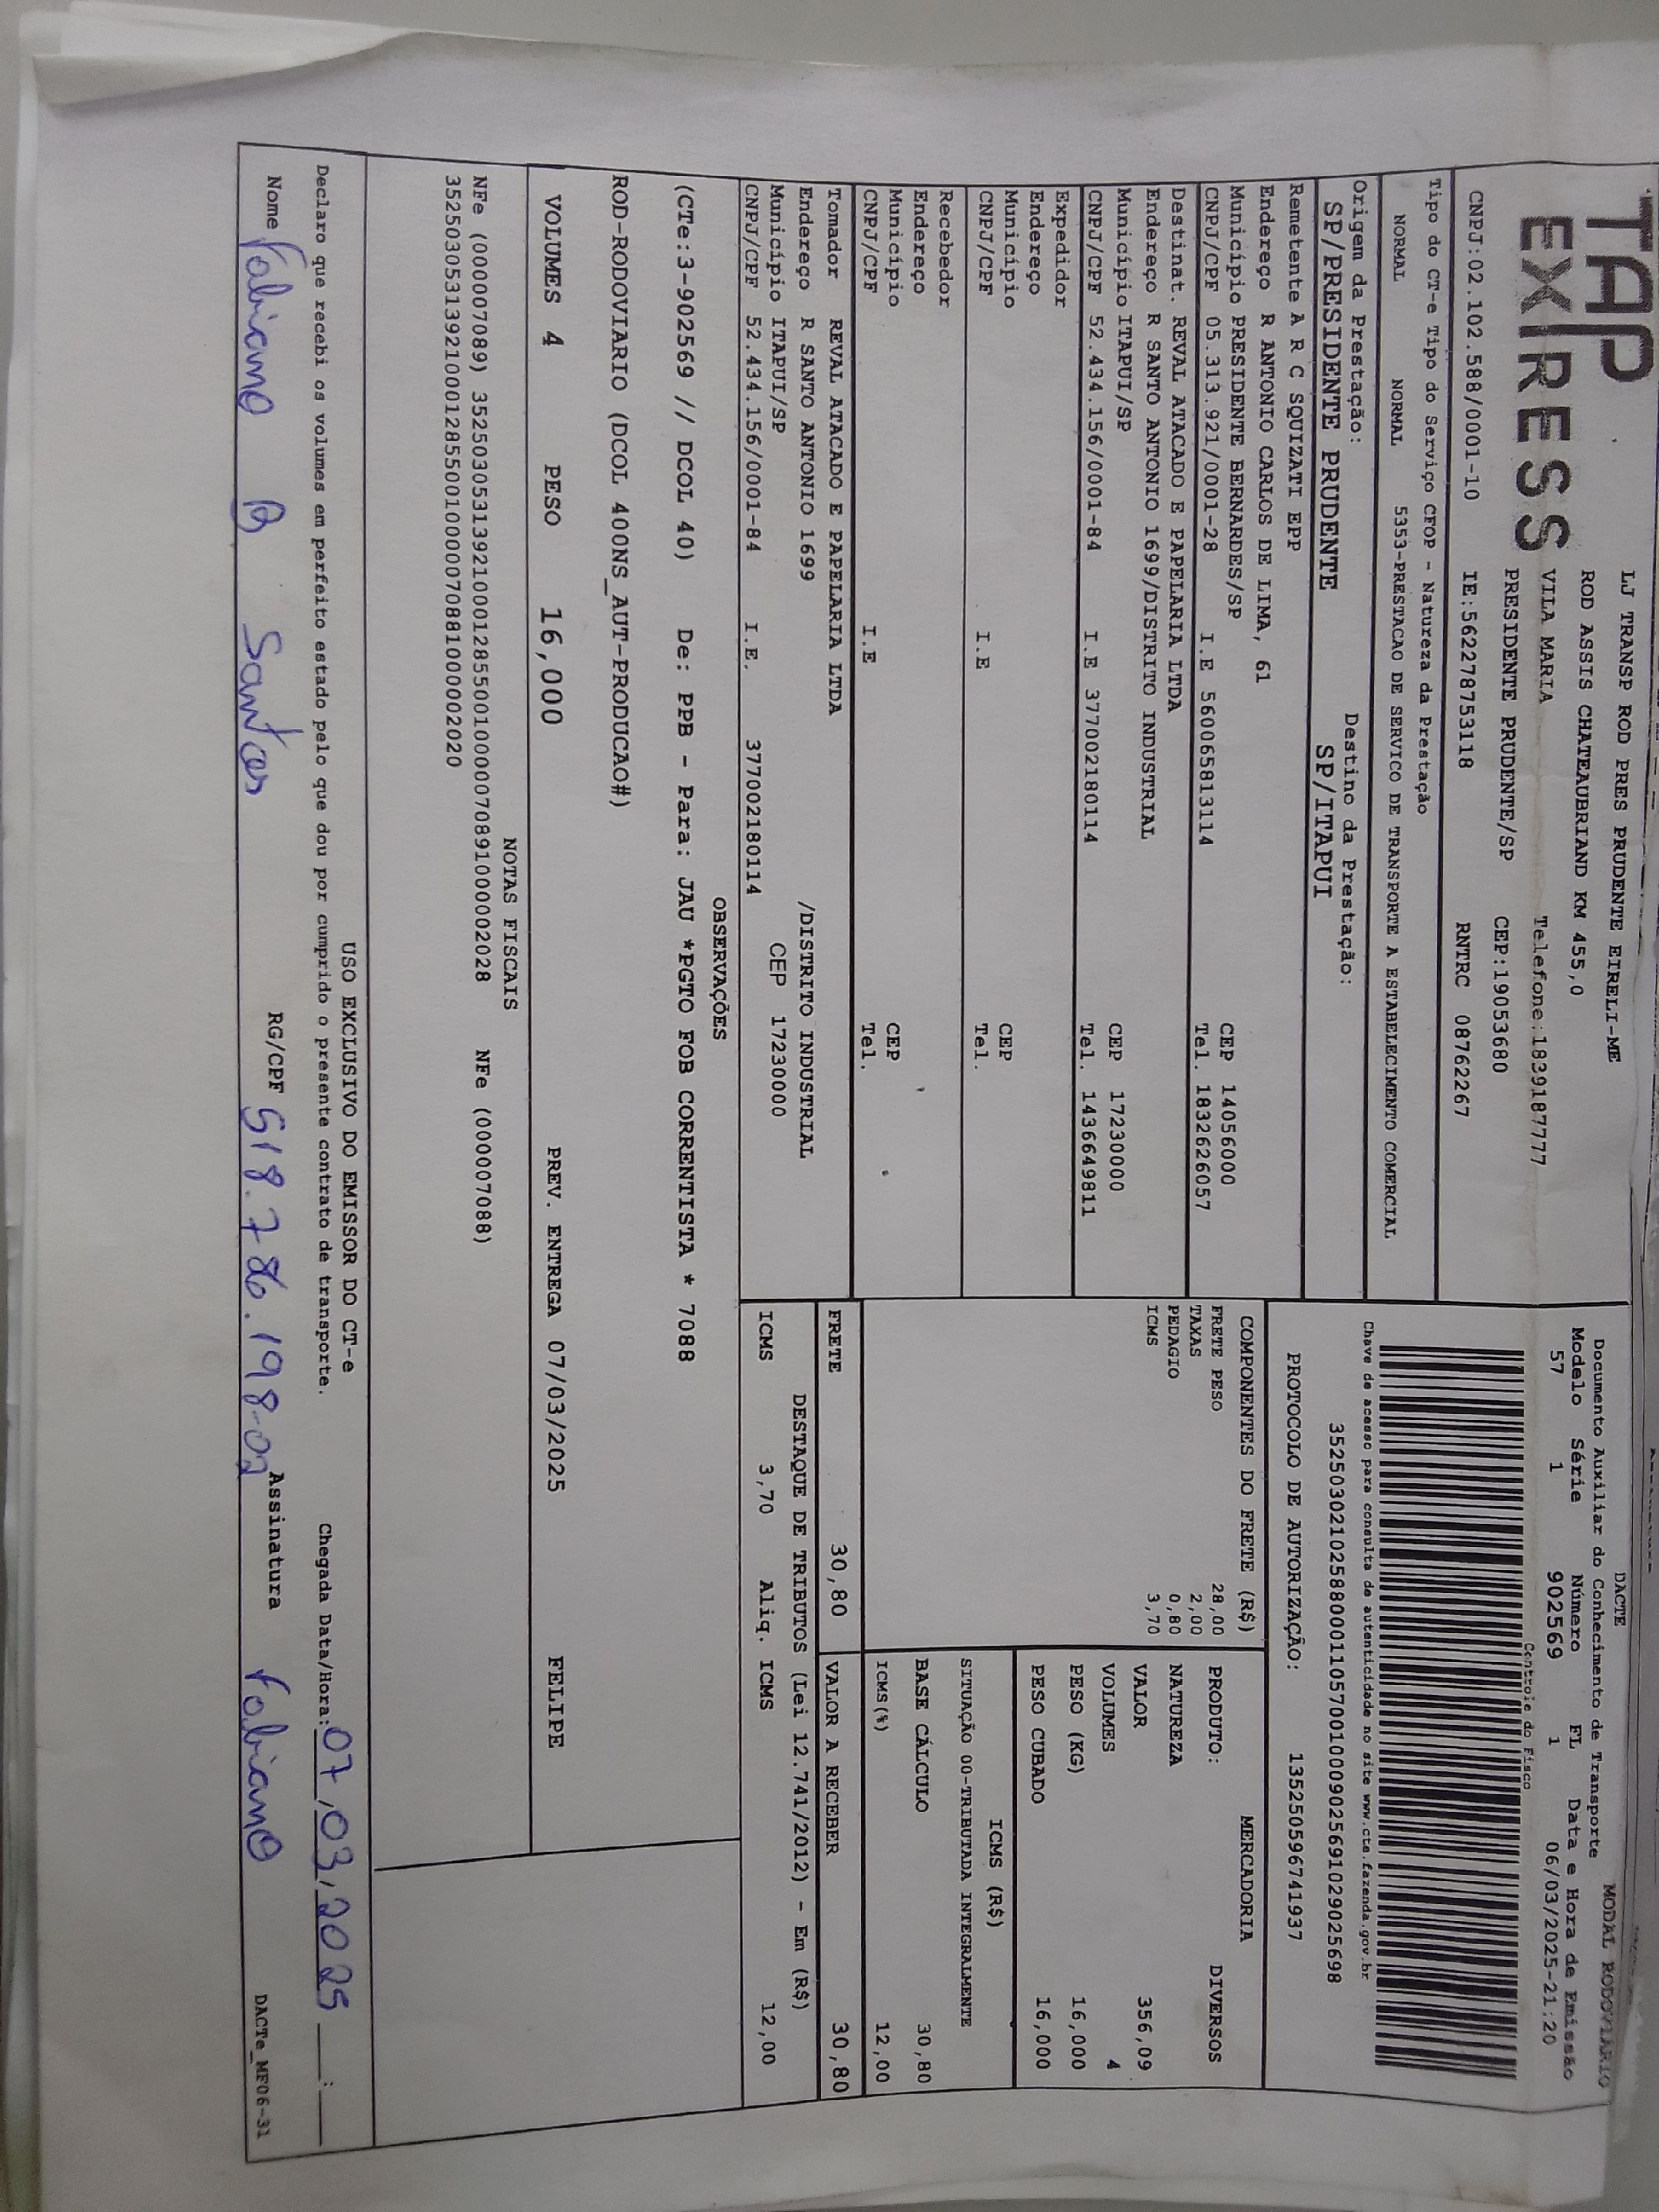 TAP
EXPRESS
LJ TRANSP ROD PRES PRUDENTE EIRELI-ME
ROD ASSIS CHATEAUBRIAND KM 455,0
VILA MARIA Telefone:1839187777
PRESIDENTE PRUDENTE/SP CEP:19053680
CNPJ:02.102.588/0001-10 IE:562278753118 RNTRC 08762267
Tipo do CT-e Tipo do Serviço CFOP - Natureza da Prestação
NORMAL NORMAL 5353-PRESTACAO DE SERVICO DE TRANSPORTE A ESTABELECIMENTO COMERCIAL
Origem da Prestação: Destino da Prestação:
SP/PRESIDENTE PRUDENTE SP/ITAPUI
DACTE MODAL RODOVIARIO
Documento Auxiliar do Conhecimento de Transporte
Modelo Série Número FL Data e Hora de Emissão
57 1 902569 1 06/03/2025-21:20
Controle do Fisco
Chave de acesso para consulta de autenticidade no site www.cte.fazenda.gov.br
35250302102588000110570010009025691029025698
PROTOCOLO DE AUTORIZAÇÃO: 135250596741937
Remetente A R C SQUIZATI EPP
Endereço R ANTONIO CARLOS DE LIMA, 61
Município PRESIDENTE BERNARDES/SP CEP 14056000
CNPJ/CPF 05.313.921/0001-28 I.E 560065813114 Tel. 1832626057
Destinat. REVAL ATACADO E PAPELARIA LTDA
Endereço R SANTO ANTONIO 1699/DISTRITO INDUSTRIAL
Município ITAPUI/SP CEP 17230000
CNPJ/CPF 52.434.156/0001-84 I.E 377002180114 Tel. 1436649811
Expedidor
Endereço
Município CEP
CNPJ/CPF I.E Tel.
Recebedor
Endereço
Município CEP
CNPJ/CPF I.E Tel.
Tomador REVAL ATACADO E PAPELARIA LTDA
Endereço R SANTO ANTONIO 1699 /DISTRITO INDUSTRIAL
Município ITAPUI/SP CEP 17230000
CNPJ/CPF 52.434.156/0001-84 I.E. 377002180114
COMPONENTES DO FRETE (R$)
FRETE PESO 28,00
TAXAS 2,00
PEDAGIO 0,80
ICMS 3,70
MERCADORIA
PRODUTO: DIVERSOS
NATUREZA
VALOR 356,09
VOLUMES 4
PESO (KG) 16,000
PESO CUBADO 16,000
ICMS (R$)
SITUAÇÃO 00-TRIBUTADA INTEGRALMENTE
BASE CÁLCULO 30,80
ICMS(%) 12,00
FRETE 30,80 VALOR A RECEBER 30,80
DESTAQUE DE TRIBUTOS (Lei 12.741/2012) - Em (R$)
ICMS 3,70 Aliq. ICMS 12,00
OBSERVAÇÕES
(CTe:3-902569 // DCOL 40) De: PPB - Para: JAU *PGTO FOB CORRENTISTA * 7088
ROD-RODOVIARIO (DCOL 400NS_AUT-PRODUCAO#)
VOLUMES 4 PESO 16,000 PREV. ENTREGA 07/03/2025 FELIPE
NOTAS FISCAIS
NFe (000007089) 35250305313921000128550010000070891000002028 NFe (000007088)
35250305313921000128550010000070881000002020
USO EXCLUSIVO DO EMISSOR DO CT-e
Declaro que recebi os volumes em perfeito estado pelo que dou por cumprido o presente contrato de transporte. Chegada Data/Hora: 07/03/2025 ___:___
Nome Fabiano B Santos RG/CPF 518.786.198-02 Assinatura Fabiano DACTe_MF06-31